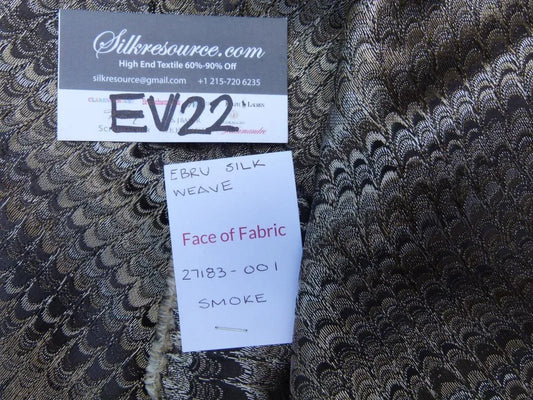 Silkresource.com
High End Textile 60%-90% Off
silkresource@gmail.com +1 215-720 6235
EV22
EBRU SILK
WEAVE
Face of Fabric
27183-001
SMOKE